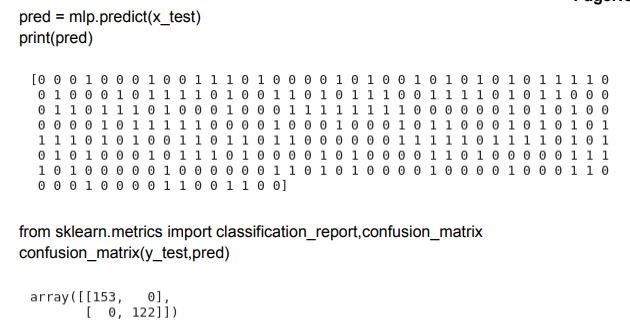 pred = mlp.predict(x_test)
print(pred)
[0 0 0 1 0 0 0 1 0 0 1 1 1 0 1 0 0 0 0 1 0 1 0 0 1 0 1 0 1 0 1 0 1 1 1 1 0
0 1 0 0 0 1 0 1 1 1 1 0 1 0 0 1 1 0 1 0 1 1 1 0 0 1 1 1 1 0 1 0 1 1 0 0 0
0 1 1 0 1 1 1 0 1 0 0 0 1 0 0 0 1 1 1 1 1 1 1 1 0 0 0 0 0 0 1 0 1 0 1 0 0
0 0 0 0 1 0 1 1 1 1 1 0 0 0 0 1 0 0 0 1 0 0 0 1 0 1 1 0 0 0 1 0 1 0 1 0 1
1 1 1 0 1 0 1 0 0 1 1 0 1 1 0 1 1 0 0 0 0 0 0 1 1 1 1 1 0 1 1 1 1 0 1 0 1
0 1 0 1 0 0 0 1 0 1 1 1 0 1 0 0 0 0 1 0 1 0 0 0 0 1 1 0 1 0 0 0 0 0 1 1 1
1 0 1 0 0 0 0 0 1 0 0 0 0 0 0 1 1 0 1 0 1 0 0 0 0 1 0 0 0 0 1 0 0 0 1 1 0
0 0 0 1 0 0 0 0 1 1 0 0 1 1 0 0]
from sklearn.metrics import classification_report,confusion_matrix
confusion_matrix(y_test,pred)
array([[153,   0],
[  0, 122]])